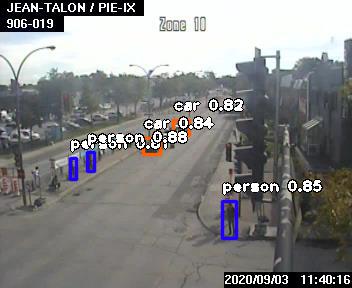 JEAN-TALON / PIE-IX
906-019
Zone 10
car 0.82
car 0.84
person 0.88
person 0.81
person 0.85
2020/09/03 11:40:16